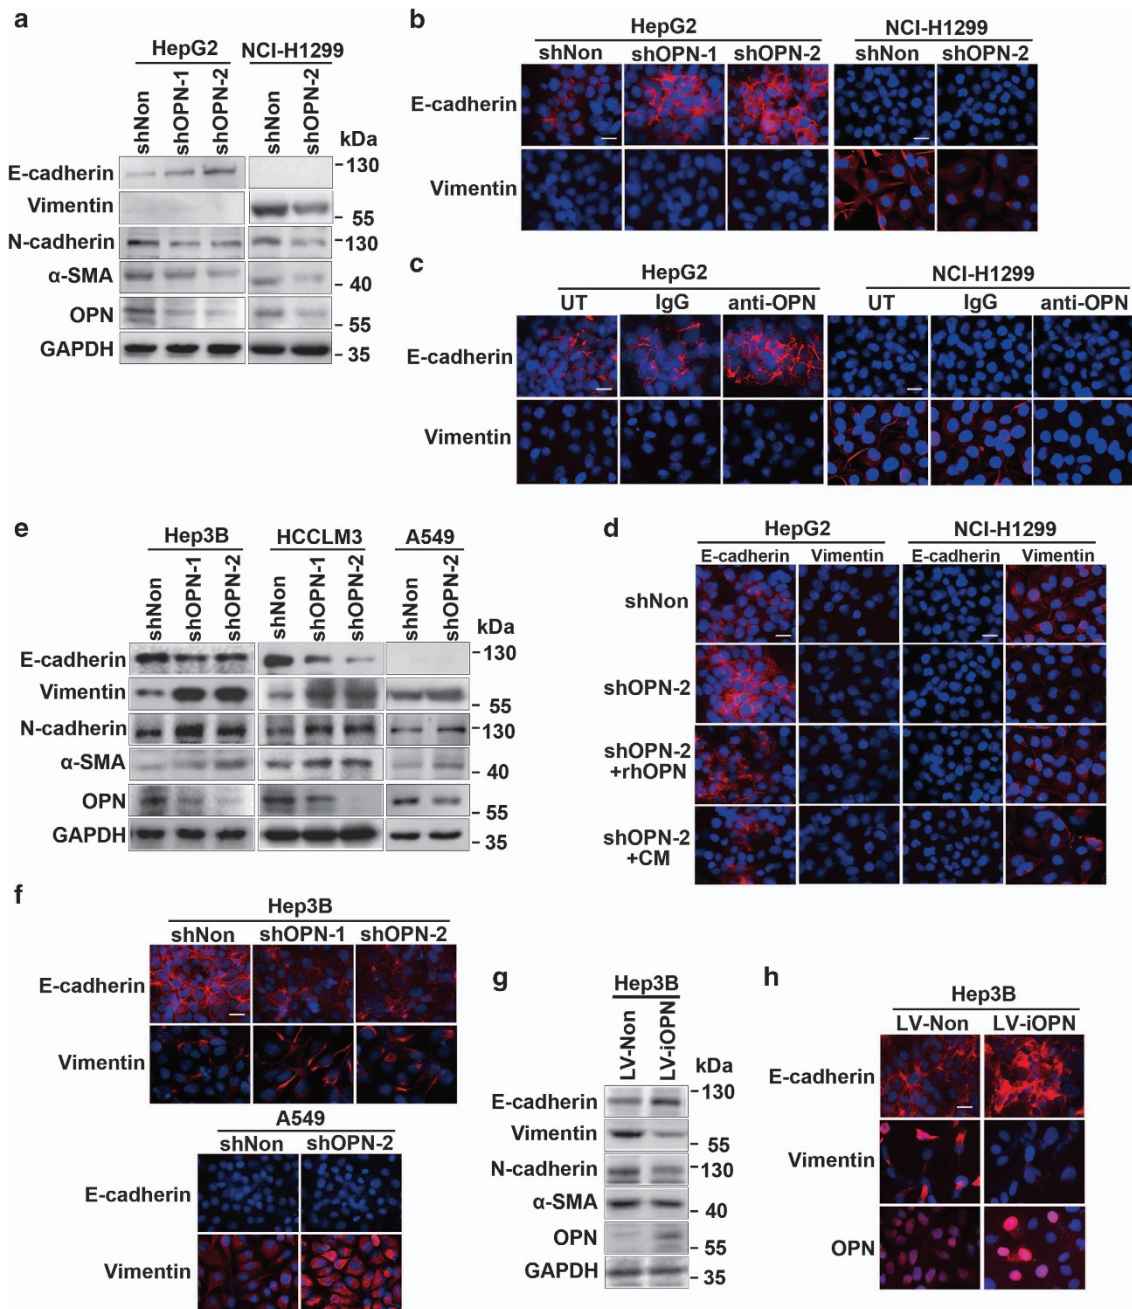 a
HepG2 NCI-H1299
shNon shOPN-1 shOPN-2 shNon shOPN-2
kDa
E-cadherin 130
Vimentin 55
N-cadherin 130
α-SMA 40
OPN 55
GAPDH 35
b
HepG2 NCI-H1299
shNon shOPN-1 shOPN-2 shNon shOPN-2
E-cadherin
Vimentin
c
HepG2 NCI-H1299
UT IgG anti-OPN UT IgG anti-OPN
E-cadherin
Vimentin
e
Hep3B HCCLM3 A549
shNon shOPN-1 shOPN-2 shNon shOPN-1 shOPN-2 shNon shOPN-2
kDa
E-cadherin 130
Vimentin 55
N-cadherin 130
α-SMA 40
OPN 55
GAPDH 35
d
HepG2 NCI-H1299
E-cadherin Vimentin E-cadherin Vimentin
shNon
shOPN-2
shOPN-2
+rhOPN
shOPN-2
+CM
f
Hep3B
shNon shOPN-1 shOPN-2
E-cadherin
Vimentin
A549
shNon shOPN-2
E-cadherin
Vimentin
g
Hep3B
LV-Non LV-iOPN
kDa
E-cadherin 130
Vimentin 55
N-cadherin 130
α-SMA 40
OPN 55
GAPDH 35
h
Hep3B
LV-Non LV-iOPN
E-cadherin
Vimentin
OPN